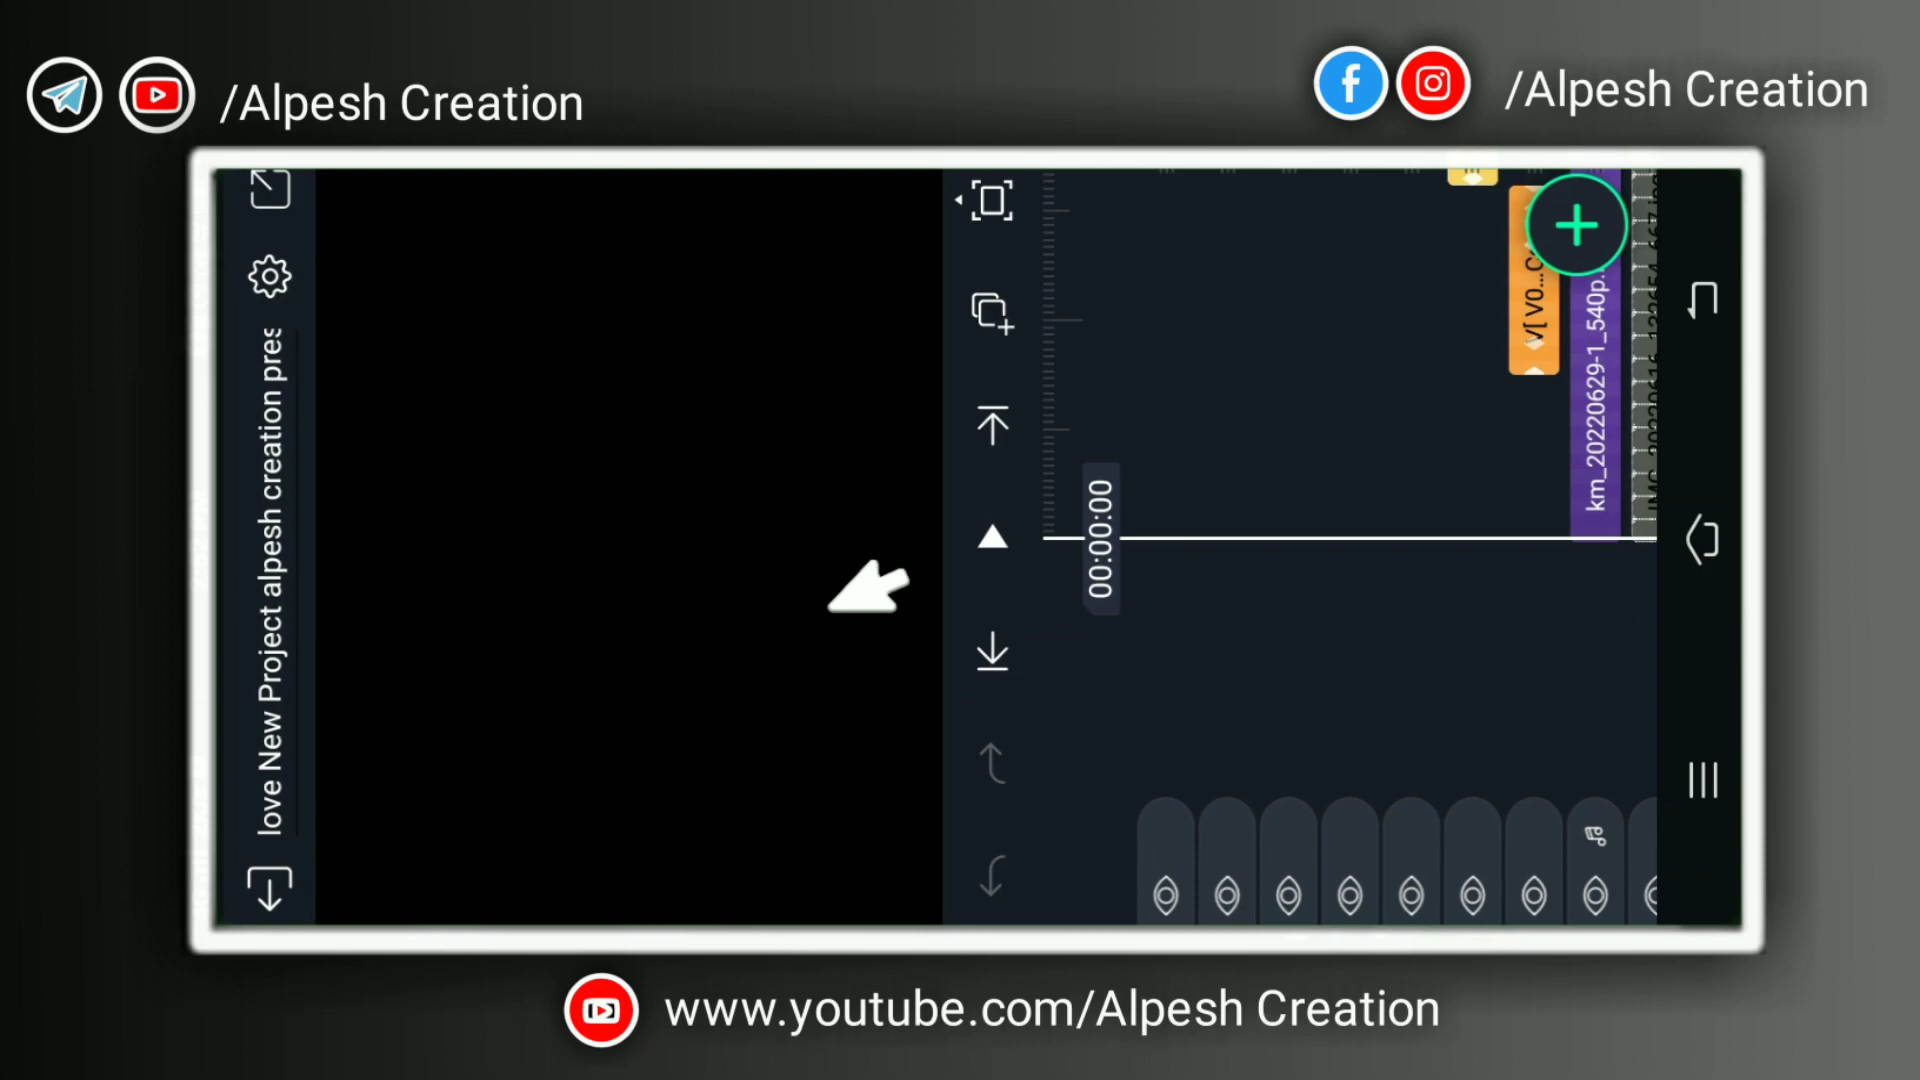 /Alpesh Creation
/Alpesh Creation
love New Project alpesh creation pres
00:00:00
V[ V0...C
km_20220629-1_540p.
www.youtube.com/Alpesh Creation